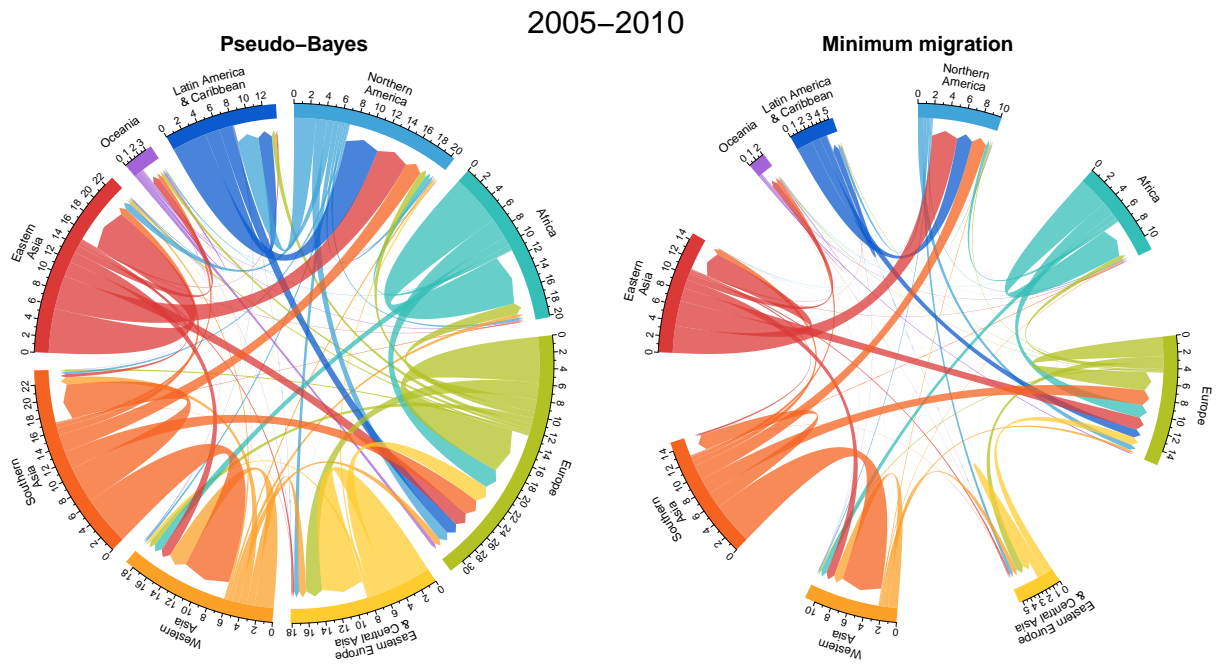 2005–2010
Pseudo–Bayes
Latin America
& Caribbean
0 2 4 6 8 10 12
Northern
America
0 2 4 6 8 10 12 14 16 18 20
Africa
0 2 4 6 8 10 12 14 16 18 20
Europe
0 2 4 6 8 10 12 14 16 18 20 22 24 26 28 30
Eastern Europe
& Central Asia
0 2 4 6 8 10 12 14 16 18
Western
Asia
0 2 4 6 8 10 12 14 16 18
Southern
Asia
0 2 4 6 8 10 12 14 16 18 20 22
Eastern
Asia
0 2 4 6 8 10 12 14 16 18 20 22
Oceania
0 1 2 3
Minimum migration
Latin America
& Caribbean
0 1 2 3 4 5
Northern
America
0 2 4 6 8 10
Africa
0 2 4 6 8 10
Europe
0 2 4 6 8 10 12 14
Eastern Europe
& Central Asia
0 1 2 3 4 5
Western
Asia
0 2 4 6 8 10
Southern
Asia
0 2 4 6 8 10 12 14
Eastern
Asia
0 2 4 6 8 10 12 14
Oceania
0 1 2